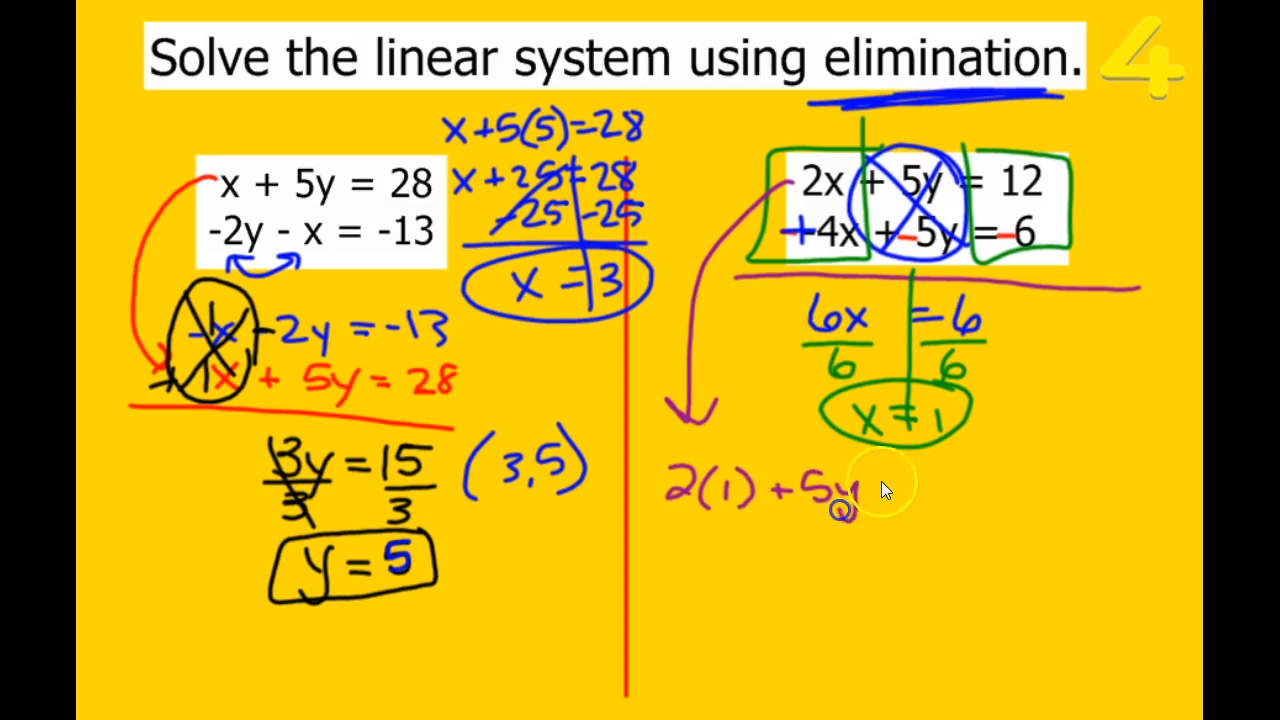 Solve the linear system using elimination.
4
x + 5y = 28
-2y - x = -13
-1x - 2y = -13
+ 1x + 5y = 28
3y = 15
3 3
y = 5
x + 5(5) = 28
x + 25 = 28
-25 -25
x = 3
(3,5)
2x + 5y = 12
+-4x + -5y = -6
6x = 6
6 6
x = 1
2(1) + 5y